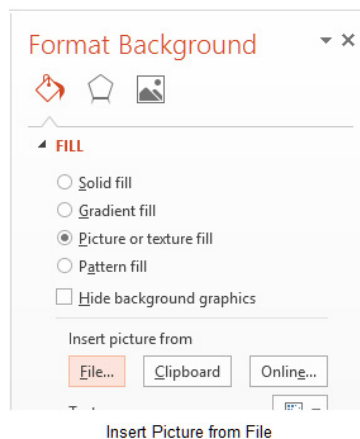 Format Background
FILL
Solid fill
Gradient fill
Picture or texture fill
Pattern fill
Hide background graphics
Insert picture from
File... Clipboard Online...
Insert Picture from File